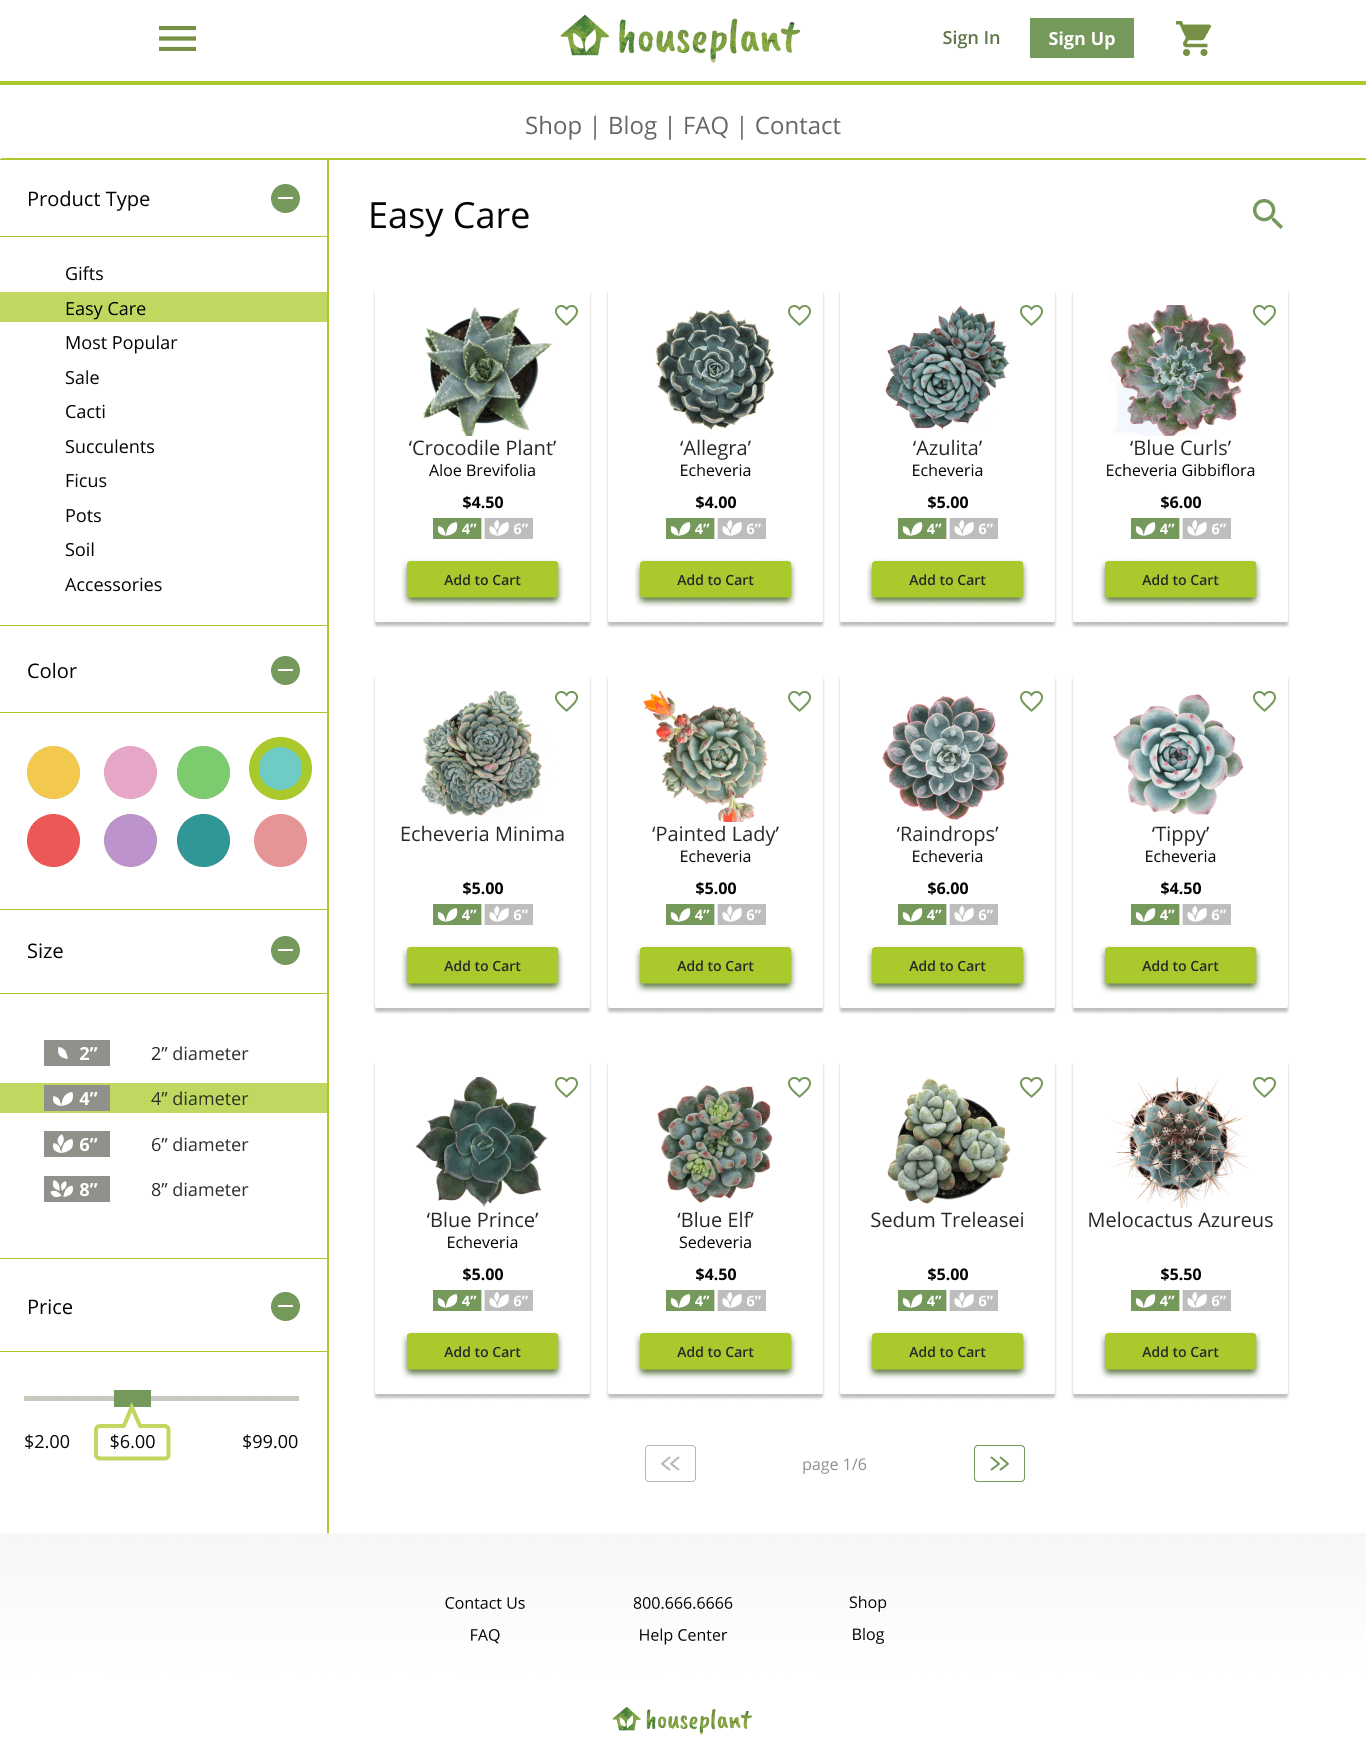 houseplant
Sign In
Sign Up
Shop | Blog | FAQ | Contact
Product Type
Gifts
Easy Care
Most Popular
Sale
Cacti
Succulents
Ficus
Pots
Soil
Accessories
Color
Size
2” 2” diameter
4” 4” diameter
6” 6” diameter
8” 8” diameter
Price
$2.00 $6.00 $99.00
Easy Care
‘Crocodile Plant’
Aloe Brevifolia
$4.50
4” 6”
Add to Cart
‘Allegra’
Echeveria
$4.00
4” 6”
Add to Cart
‘Azulita’
Echeveria
$5.00
4” 6”
Add to Cart
‘Blue Curls’
Echeveria Gibbiflora
$6.00
4” 6”
Add to Cart
Echeveria Minima
$5.00
4” 6”
Add to Cart
‘Painted Lady’
Echeveria
$5.00
4” 6”
Add to Cart
‘Raindrops’
Echeveria
$6.00
4” 6”
Add to Cart
‘Tippy’
Echeveria
$4.50
4” 6”
Add to Cart
‘Blue Prince’
Echeveria
$5.00
4” 6”
Add to Cart
‘Blue Elf’
Sedeveria
$4.50
4” 6”
Add to Cart
Sedum Treleasei
$5.00
4” 6”
Add to Cart
Melocactus Azureus
$5.50
4” 6”
Add to Cart
page 1/6
Contact Us
FAQ
800.666.6666
Help Center
Shop
Blog
houseplant